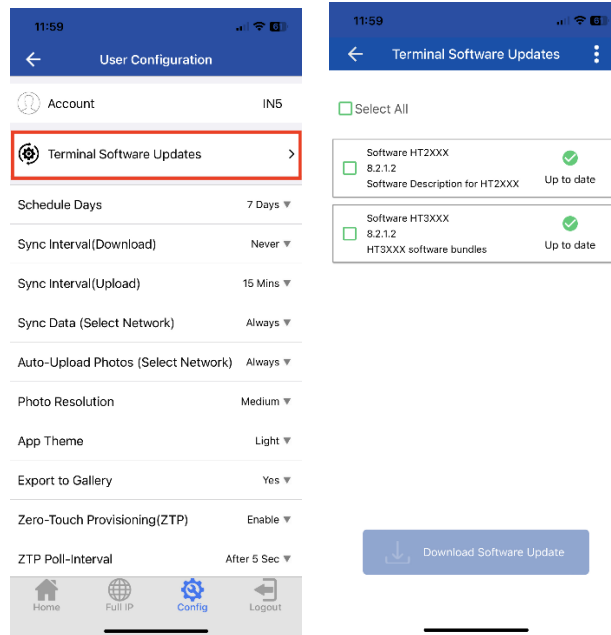 11:59
User Configuration
Account IN5
Terminal Software Updates
Schedule Days 7 Days
Sync Interval(Download) Never
Sync Interval(Upload) 15 Mins
Sync Data (Select Network) Always
Auto-Upload Photos (Select Network) Always
Photo Resolution Medium
App Theme Light
Export to Gallery Yes
Zero-Touch Provisioning(ZTP) Enable
ZTP Poll-Interval After 5 Sec
Home Full IP Config Logout
11:59
Terminal Software Updates
Select All
Software HT2XXX
8.2.1.2
Software Description for HT2XXX
Up to date
Software HT3XXX
8.2.1.2
HT3XXX software bundles
Up to date
Download Software Update